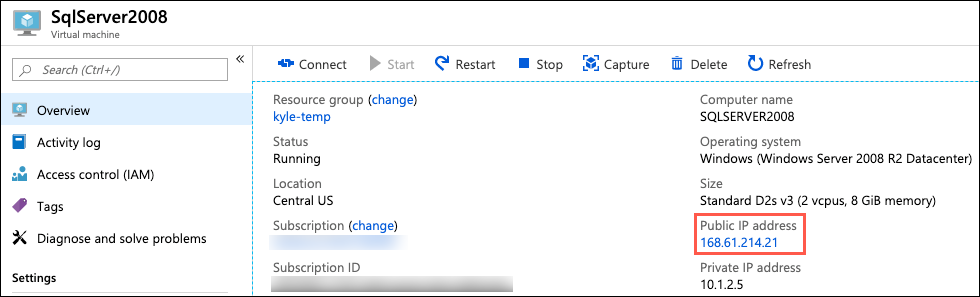 SqlServer2008
Virtual machine
«
Search (Ctrl+/)
Overview
Activity log
Access control (IAM)
Tags
Diagnose and solve problems
Settings
Connect Start Restart Stop Capture Delete Refresh
Resource group (change)
kyle-temp
Status
Running
Location
Central US
Subscription (change)
Subscription ID
Computer name
SQLSERVER2008
Operating system
Windows (Windows Server 2008 R2 Datacenter)
Size
Standard D2s v3 (2 vcpus, 8 GiB memory)
Public IP address
168.61.214.21
Private IP address
10.1.2.5